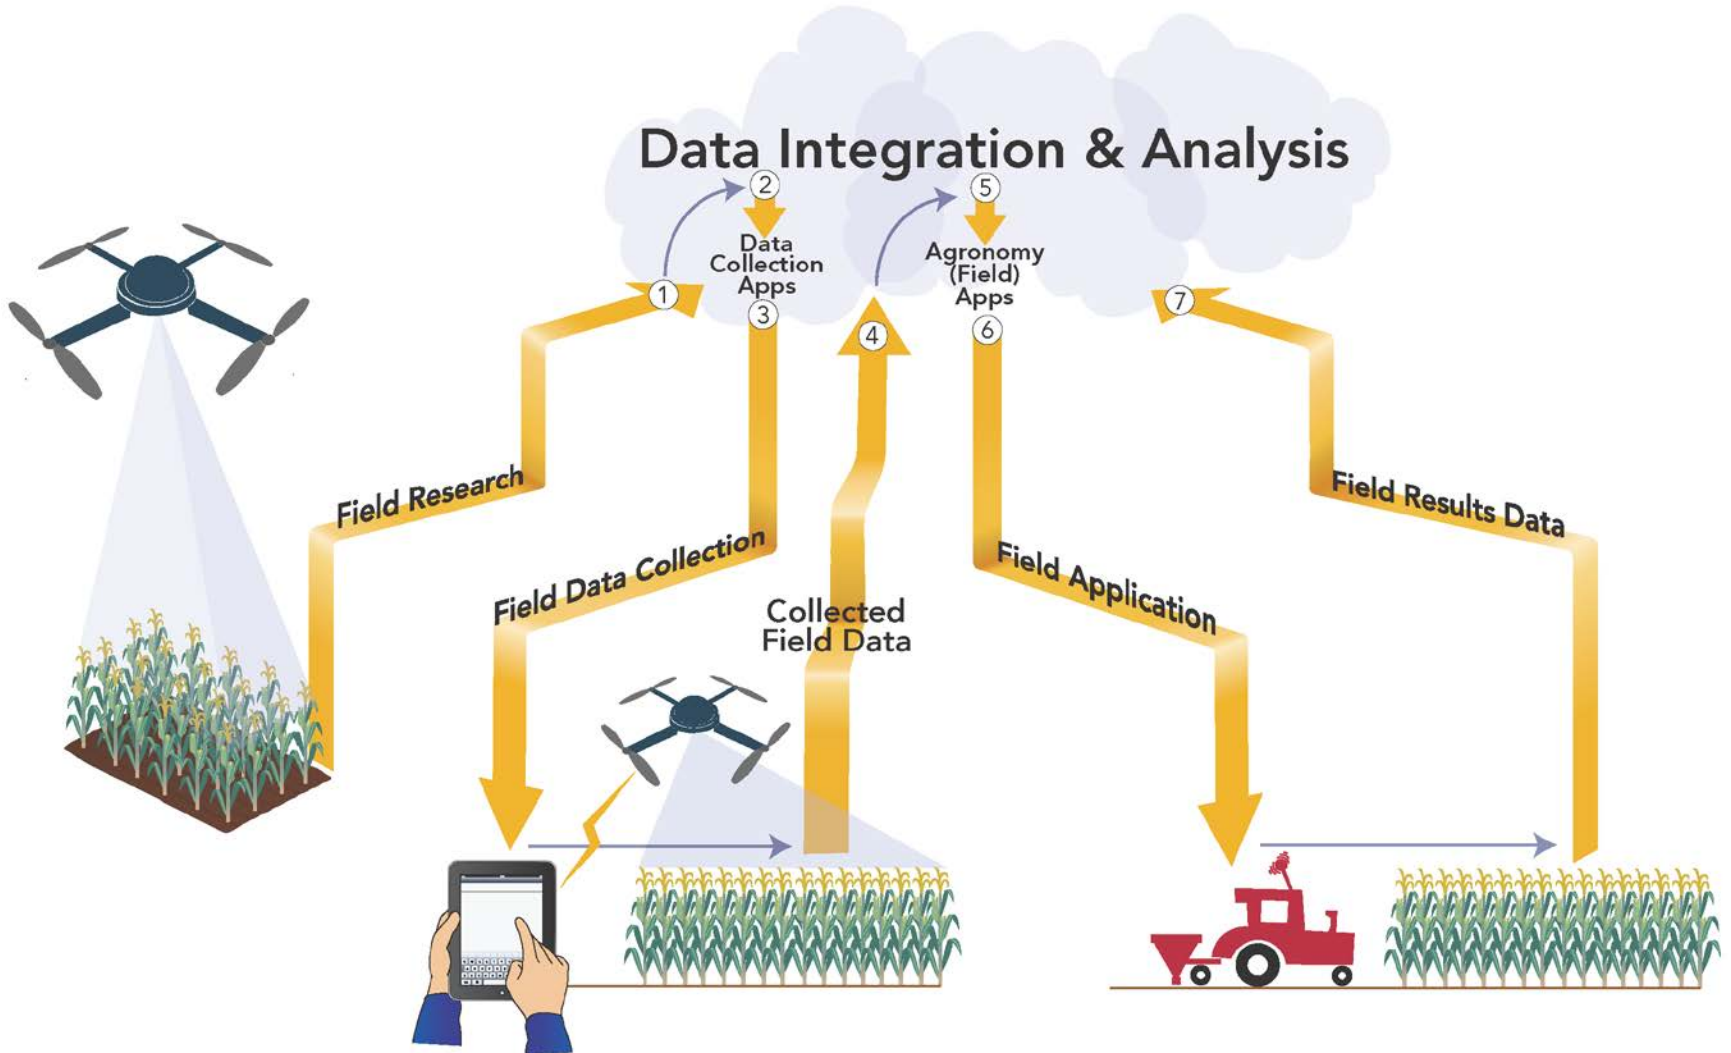 Data Integration & Analysis
2
5
Data
Collection
Apps
Agronomy
(Field)
Apps
1
3
4
6
7
Field Research
Field Data Collection
Collected
Field Data
Field Application
Field Results Data